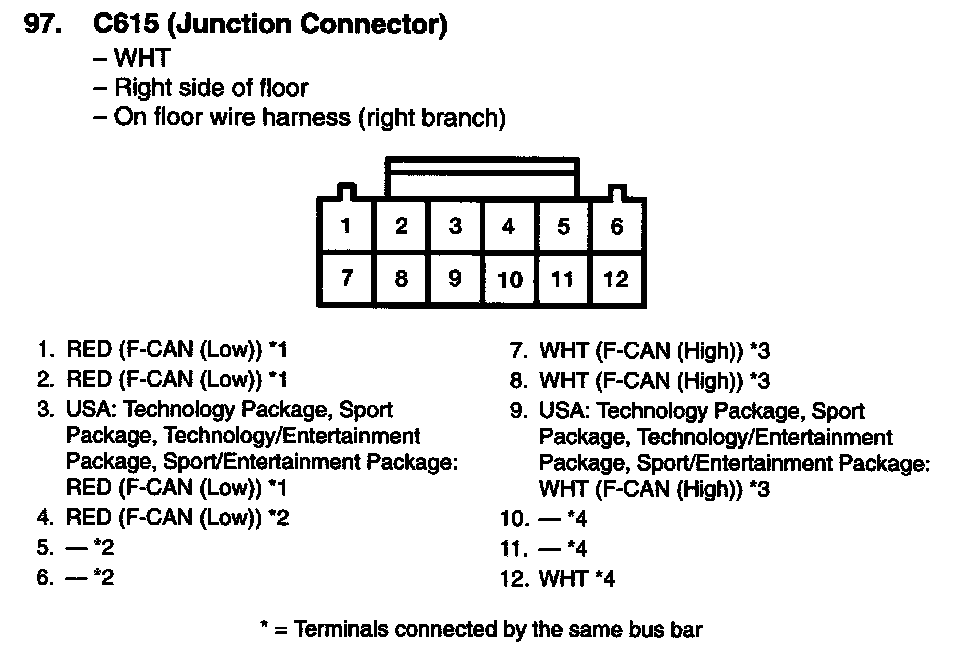 97. C615 (Junction Connector)
– WHT
– Right side of floor
– On floor wire harness (right branch)
1 2 3 4 5 6
7 8 9 10 11 12
1. RED (F-CAN (Low)) *1
2. RED (F-CAN (Low)) *1
3. USA: Technology Package, Sport
Package, Technology/Entertainment
Package, Sport/Entertainment Package:
RED (F-CAN (Low)) *1
4. RED (F-CAN (Low)) *2
5. — *2
6. — *2
7. WHT (F-CAN (High)) *3
8. WHT (F-CAN (High)) *3
9. USA: Technology Package, Sport
Package, Technology/Entertainment
Package, Sport/Entertainment Package:
WHT (F-CAN (High)) *3
10. — *4
11. — *4
12. WHT *4
* = Terminals connected by the same bus bar